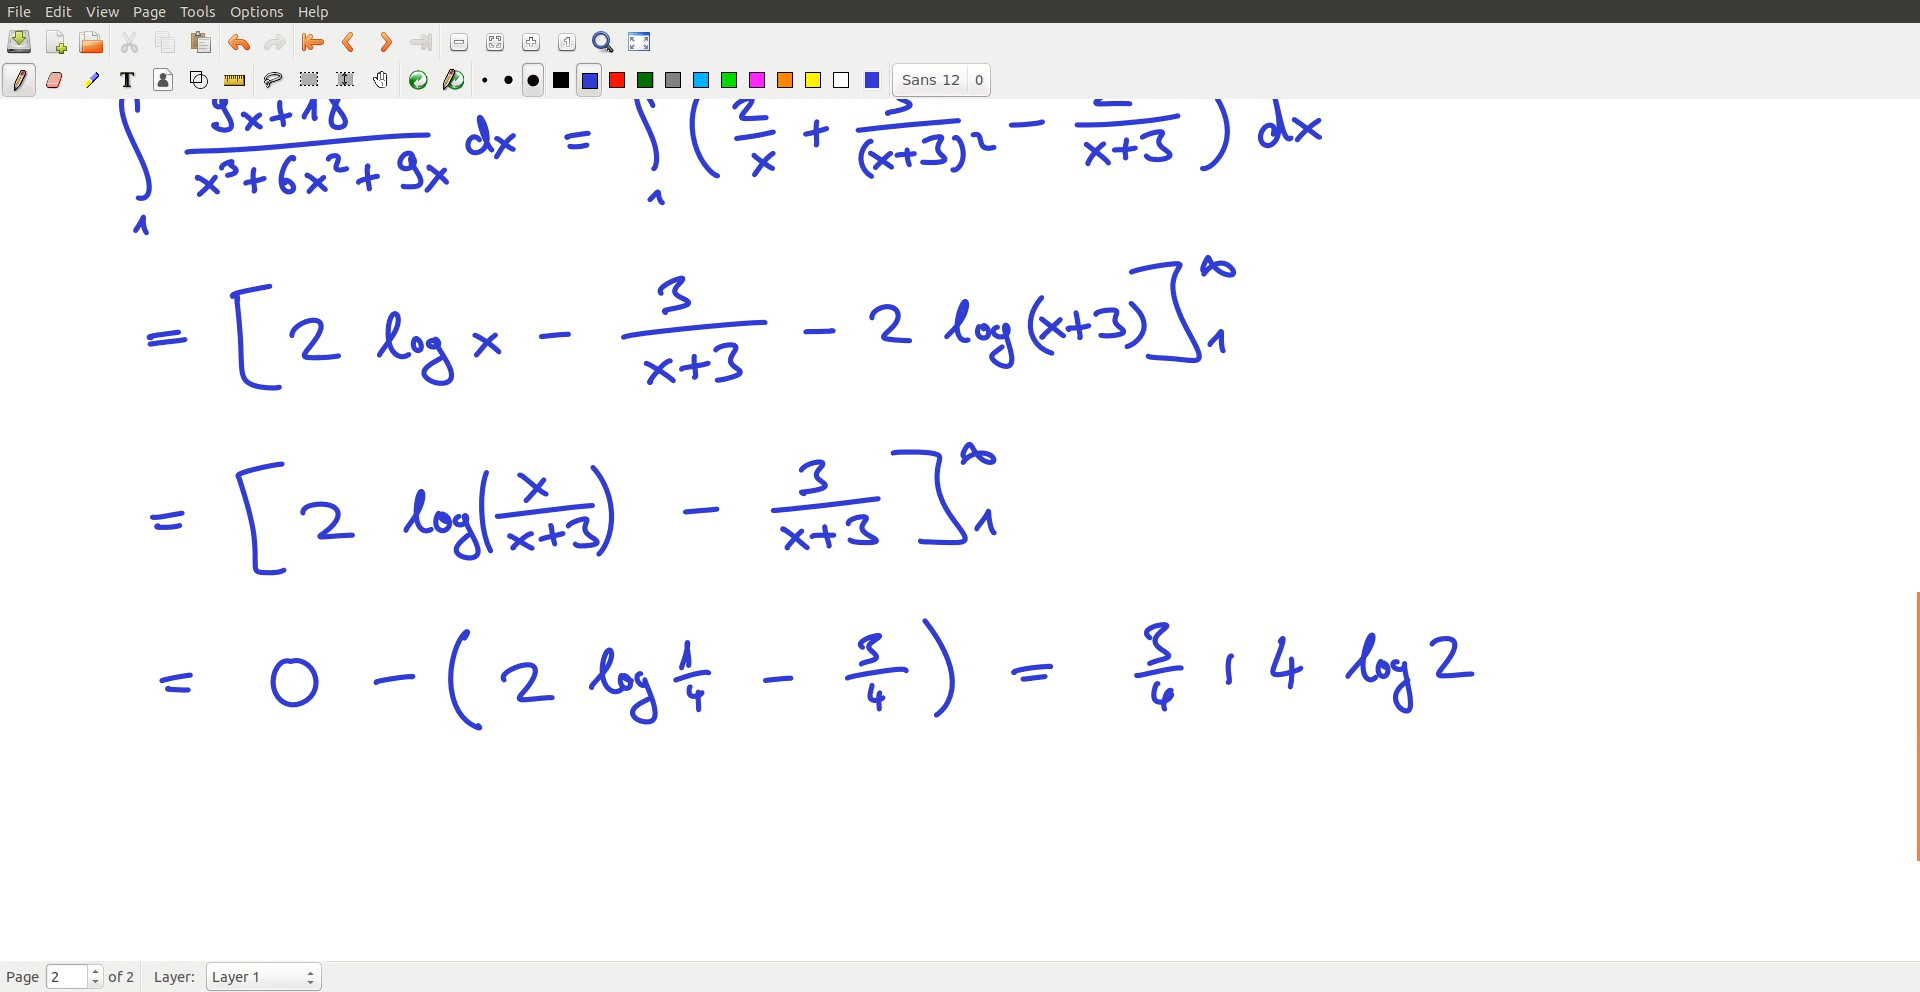 File Edit View Page Tools Options Help
T Sans 12 0
∫ 9x+18 / x³+6x²+9x dx = ∫ ( 2/x + 3/(x+3)² − 2/x+3 ) dx
1 1
= [ 2 log x − 3/x+3 − 2 log(x+3) ]₁^∞
= [ 2 log( x/x+3 ) − 3/x+3 ]₁^∞
= 0 − ( 2 log 1/4 − 3/4 ) = 3/4 ı 4 log 2
Page 2 of 2 Layer: Layer 1